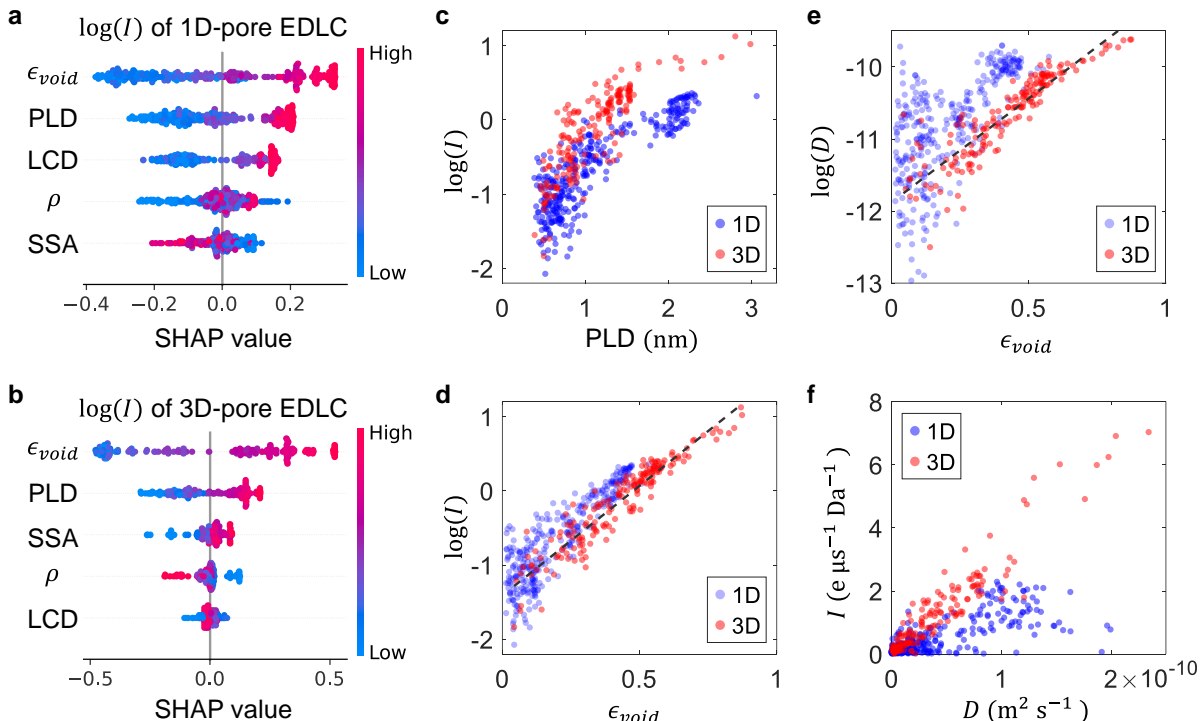 a
log(I) of 1D-pore EDLC
High
ϵ_void
PLD
LCD
ρ
SSA
Low
−0.4 −0.2 0.0 0.2
SHAP value
b
log(I) of 3D-pore EDLC
High
ϵ_void
PLD
SSA
ρ
LCD
Low
−0.5 0.0 0.5
SHAP value
c
1
0
-1
-2
log(I)
1D
3D
0 1 2 3
PLD (nm)
d
1
0
-1
-2
log(I)
1D
3D
0 0.5 1
ϵ_void
e
-10
-11
-12
-13
log(D)
1D
3D
0 0.5 1
ϵ_void
f
8
6
4
2
0
I (e μs⁻¹ Da⁻¹)
1D
3D
0 1 2×10⁻¹⁰
D (m² s⁻¹)